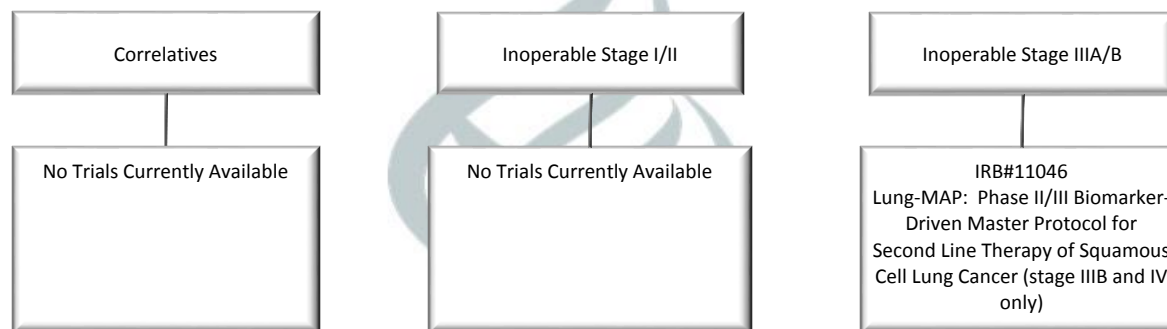 Correlatives
Inoperable Stage I/II
Inoperable Stage IIIA/B
No Trials Currently Available
No Trials Currently Available
IRB#11046
Lung-MAP: Phase II/III Biomarker-
Driven Master Protocol for
Second Line Therapy of Squamous
Cell Lung Cancer (stage IIIB and IV
only)